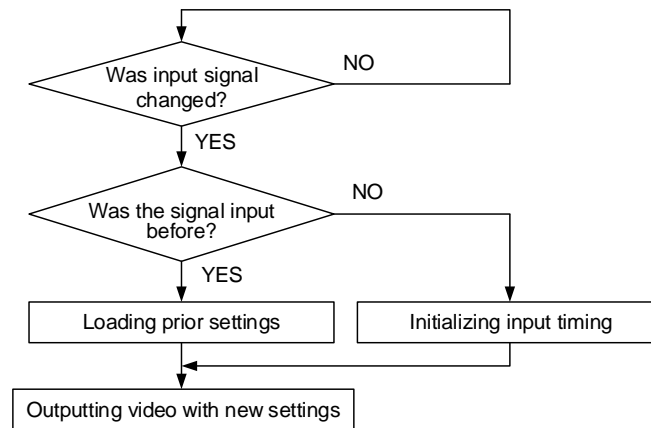 Was input signal
changed?
NO
YES
Was the signal input
before?
NO
YES
Loading prior settings
Initializing input timing
Outputting video with new settings